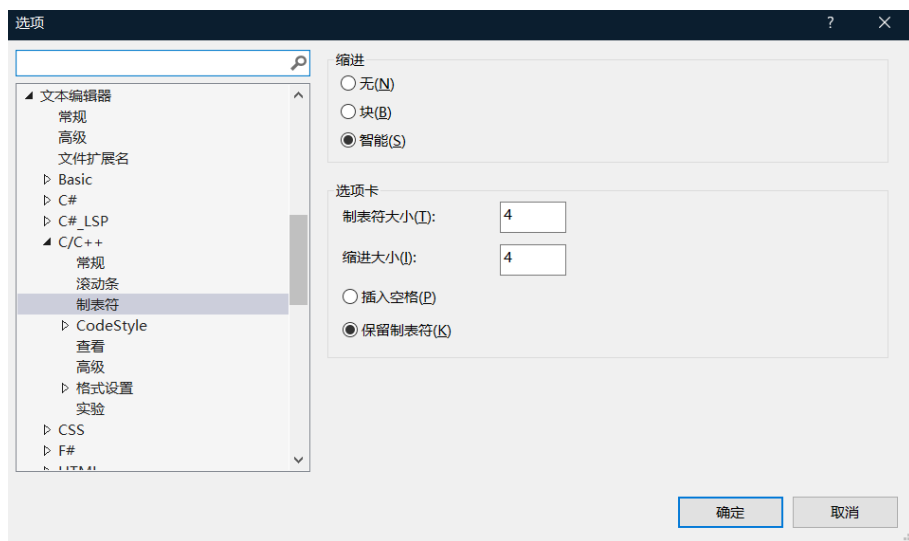 选项
?
文本编辑器
常规
高级
文件扩展名
Basic
C#
C#_LSP
C/C++
常规
滚动条
制表符
CodeStyle
查看
高级
格式设置
实验
CSS
F#
HTML
缩进
无(N)
块(B)
智能(S)
选项卡
制表符大小(T): 4
缩进大小(I): 4
插入空格(P)
保留制表符(K)
确定 取消